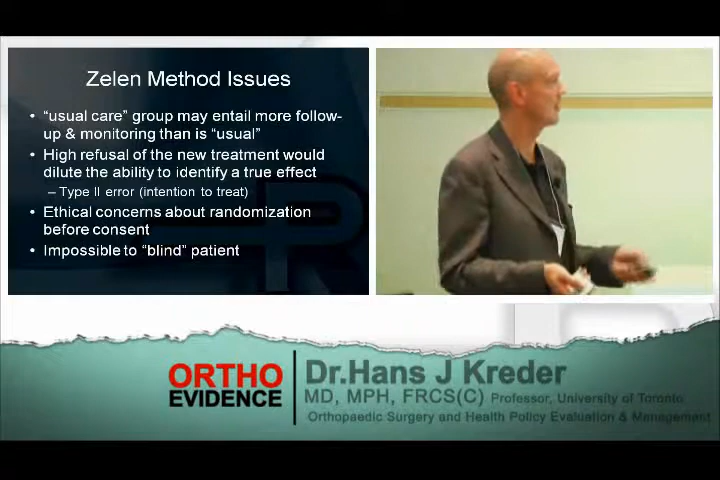 Zelen Method Issues
• “usual care” group may entail more follow-
up & monitoring than is “usual”
• High refusal of the new treatment would
dilute the ability to identify a true effect
– Type II error (intention to treat)
• Ethical concerns about randomization
before consent
• Impossible to “blind” patient
ORTHO
EVIDENCE
Dr.Hans J Kreder
MD, MPH, FRCS(C) Professor, University of Toronto
Orthopaedic Surgery and Health Policy Evaluation & Management